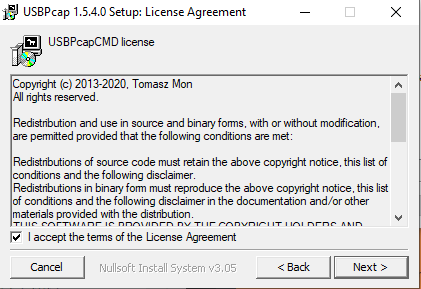 USBPcap 1.5.4.0 Setup: License Agreement
USBPcapCMD license
Copyright (c) 2013-2020, Tomasz Mon
All rights reserved.
Redistribution and use in source and binary forms, with or without modification,
are permitted provided that the following conditions are met:
Redistributions of source code must retain the above copyright notice, this list of
conditions and the following disclaimer.
Redistributions in binary form must reproduce the above copyright notice, this list
of conditions and the following disclaimer in the documentation and/or other
materials provided with the distribution.
THIS SOFTWARE IS PROVIDED BY THE COPYRIGHT HOLDERS AND
I accept the terms of the License Agreement
Cancel
Nullsoft Install System v3.05
< Back
Next >